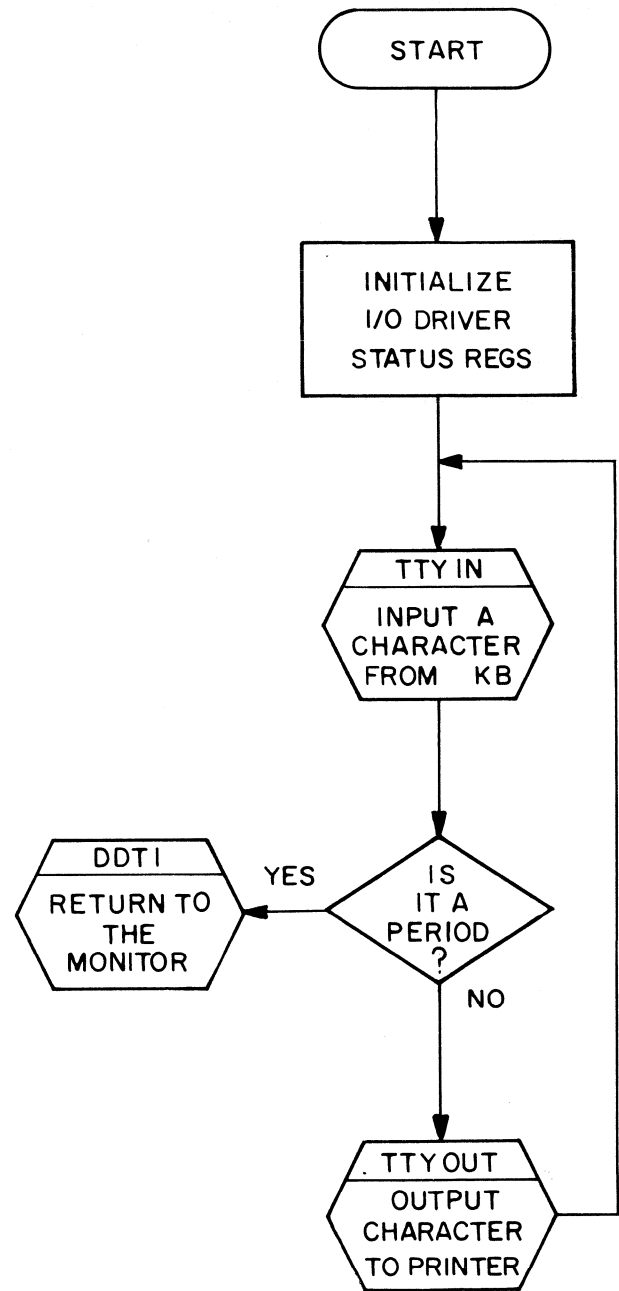 START
INITIALIZE
I/O DRIVER
STATUS REGS
TTY IN
INPUT A
CHARACTER
FROM KB
DDT1
RETURN TO
THE
MONITOR
YES
IS
IT A
PERIOD
?
NO
TTY OUT
OUTPUT
CHARACTER
TO PRINTER